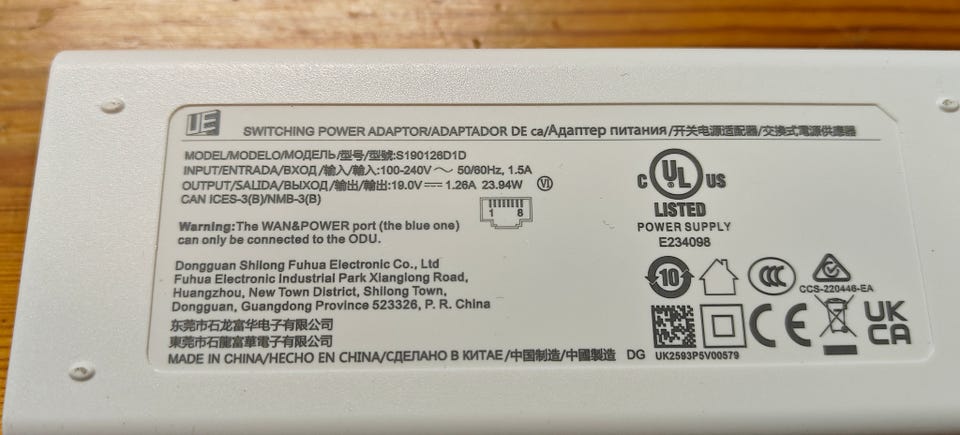 UE
SWITCHING POWER ADAPTOR/ADAPTADOR DE ca/Адаптер питания/开关电源适配器/交換式電源供應器
MODEL/MODELO/МОДЕЛЬ/型号/型號:S190126D1D
INPUT/ENTRADA/ВХОД/输入/輸入:100-240V ～ 50/60Hz, 1.5A
OUTPUT/SALIDA/ВЫХОД/输出/輸出:19.0V⎓ 1.26A 23.94W VI
CAN ICES-3(B)/NMB-3(B)
1 8
Warning:The WAN&POWER port (the blue one)
can only be connected to the ODU.
Dongguan Shilong Fuhua Electronic Co., Ltd
Fuhua Electronic Industrial Park Xianglong Road,
Huangzhou, New Town District, Shilong Town,
Dongguan, Guangdong Province 523326, P. R. China
东莞市石龙富华电子有限公司
東莞市石龍富華電子有限公司
MADE IN CHINA/HECHO EN CHINA/СДЕЛАНО В КИТАЕ/中国制造/中國製造 DG
C UL US
LISTED
POWER SUPPLY
E234098
10
CCC
CCS-220446-EA
CE
UK
CA
UK2593P5V00579